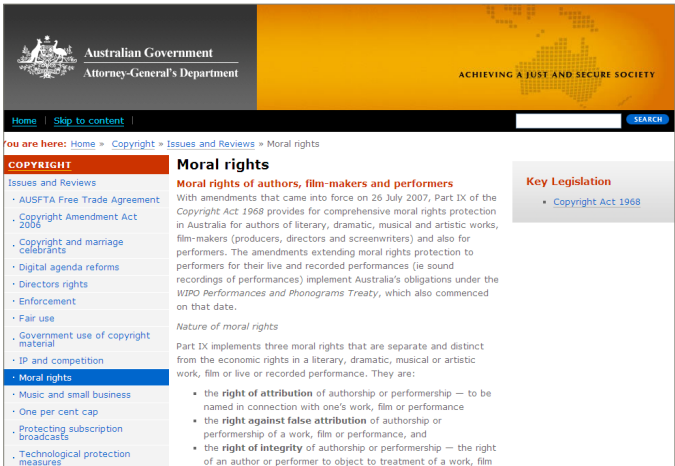 Australian Government
Attorney-General's Department
ACHIEVING A JUST AND SECURE SOCIETY
Home | Skip to content |
SEARCH
You are here: Home » Copyright » Issues and Reviews » Moral rights
COPYRIGHT
Issues and Reviews
· AUSFTA Free Trade Agreement
· Copyright Amendment Act
2006
· Copyright and marriage
celebrants
· Digital agenda reforms
· Directors rights
· Enforcement
· Fair use
· Government use of copyright
material
· IP and competition
· Moral rights
· Music and small business
· One per cent cap
· Protecting subscription
broadcasts
· Technological protection
measures
Moral rights
Moral rights of authors, film-makers and performers
With amendments that came into force on 26 July 2007, Part IX of the
Copyright Act 1968 provides for comprehensive moral rights protection
in Australia for authors of literary, dramatic, musical and artistic works,
film-makers (producers, directors and screenwriters) and also for
performers. The amendments extending moral rights protection to
performers for their live and recorded performances (ie sound
recordings of performances) implement Australia's obligations under the
WIPO Performances and Phonograms Treaty, which also commenced
on that date.
Nature of moral rights
Part IX implements three moral rights that are separate and distinct
from the economic rights in a literary, dramatic, musical or artistic
work, film or live or recorded performance. They are:
▪ the right of attribution of authorship or performership — to be
named in connection with one's work, film or performance
▪ the right against false attribution of authorship or
performership of a work, film or performance, and
▪ the right of integrity of authorship or performership — the right
of an author or performer to object to treatment of a work, film
Key Legislation
▪ Copyright Act 1968